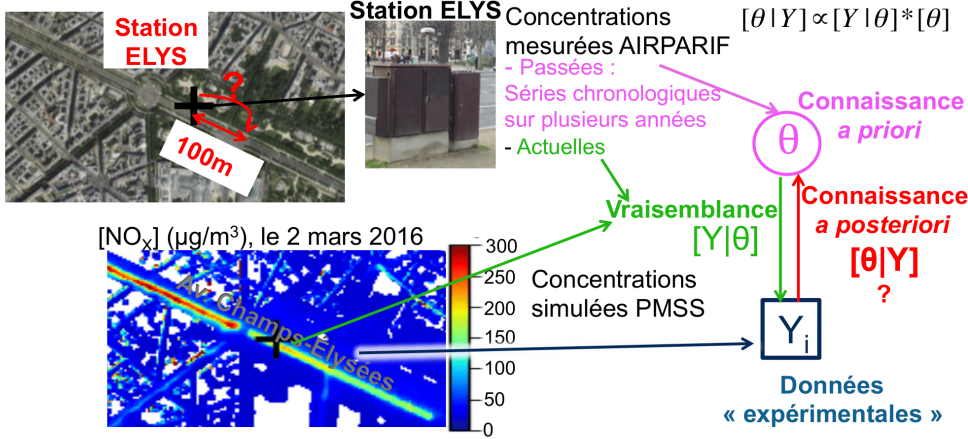 Station
ELYS
?
100m
Station ELYS
Concentrations
mesurées AIRPARIF
- Passées :
Séries chronologiques
sur plusieurs années
- Actuelles
[θ|Y]∝[Y|θ]*[θ]
Connaissance
a priori
θ
Vraisemblance
[Y|θ]
Connaissance
a posteriori
[θ|Y]
?
[NOX] (µg/m3), le 2 mars 2016
Av. Champs-Elysées
300
250
200
150
100
50
0
Concentrations
simulées PMSS
Yi
Données
« expérimentales »